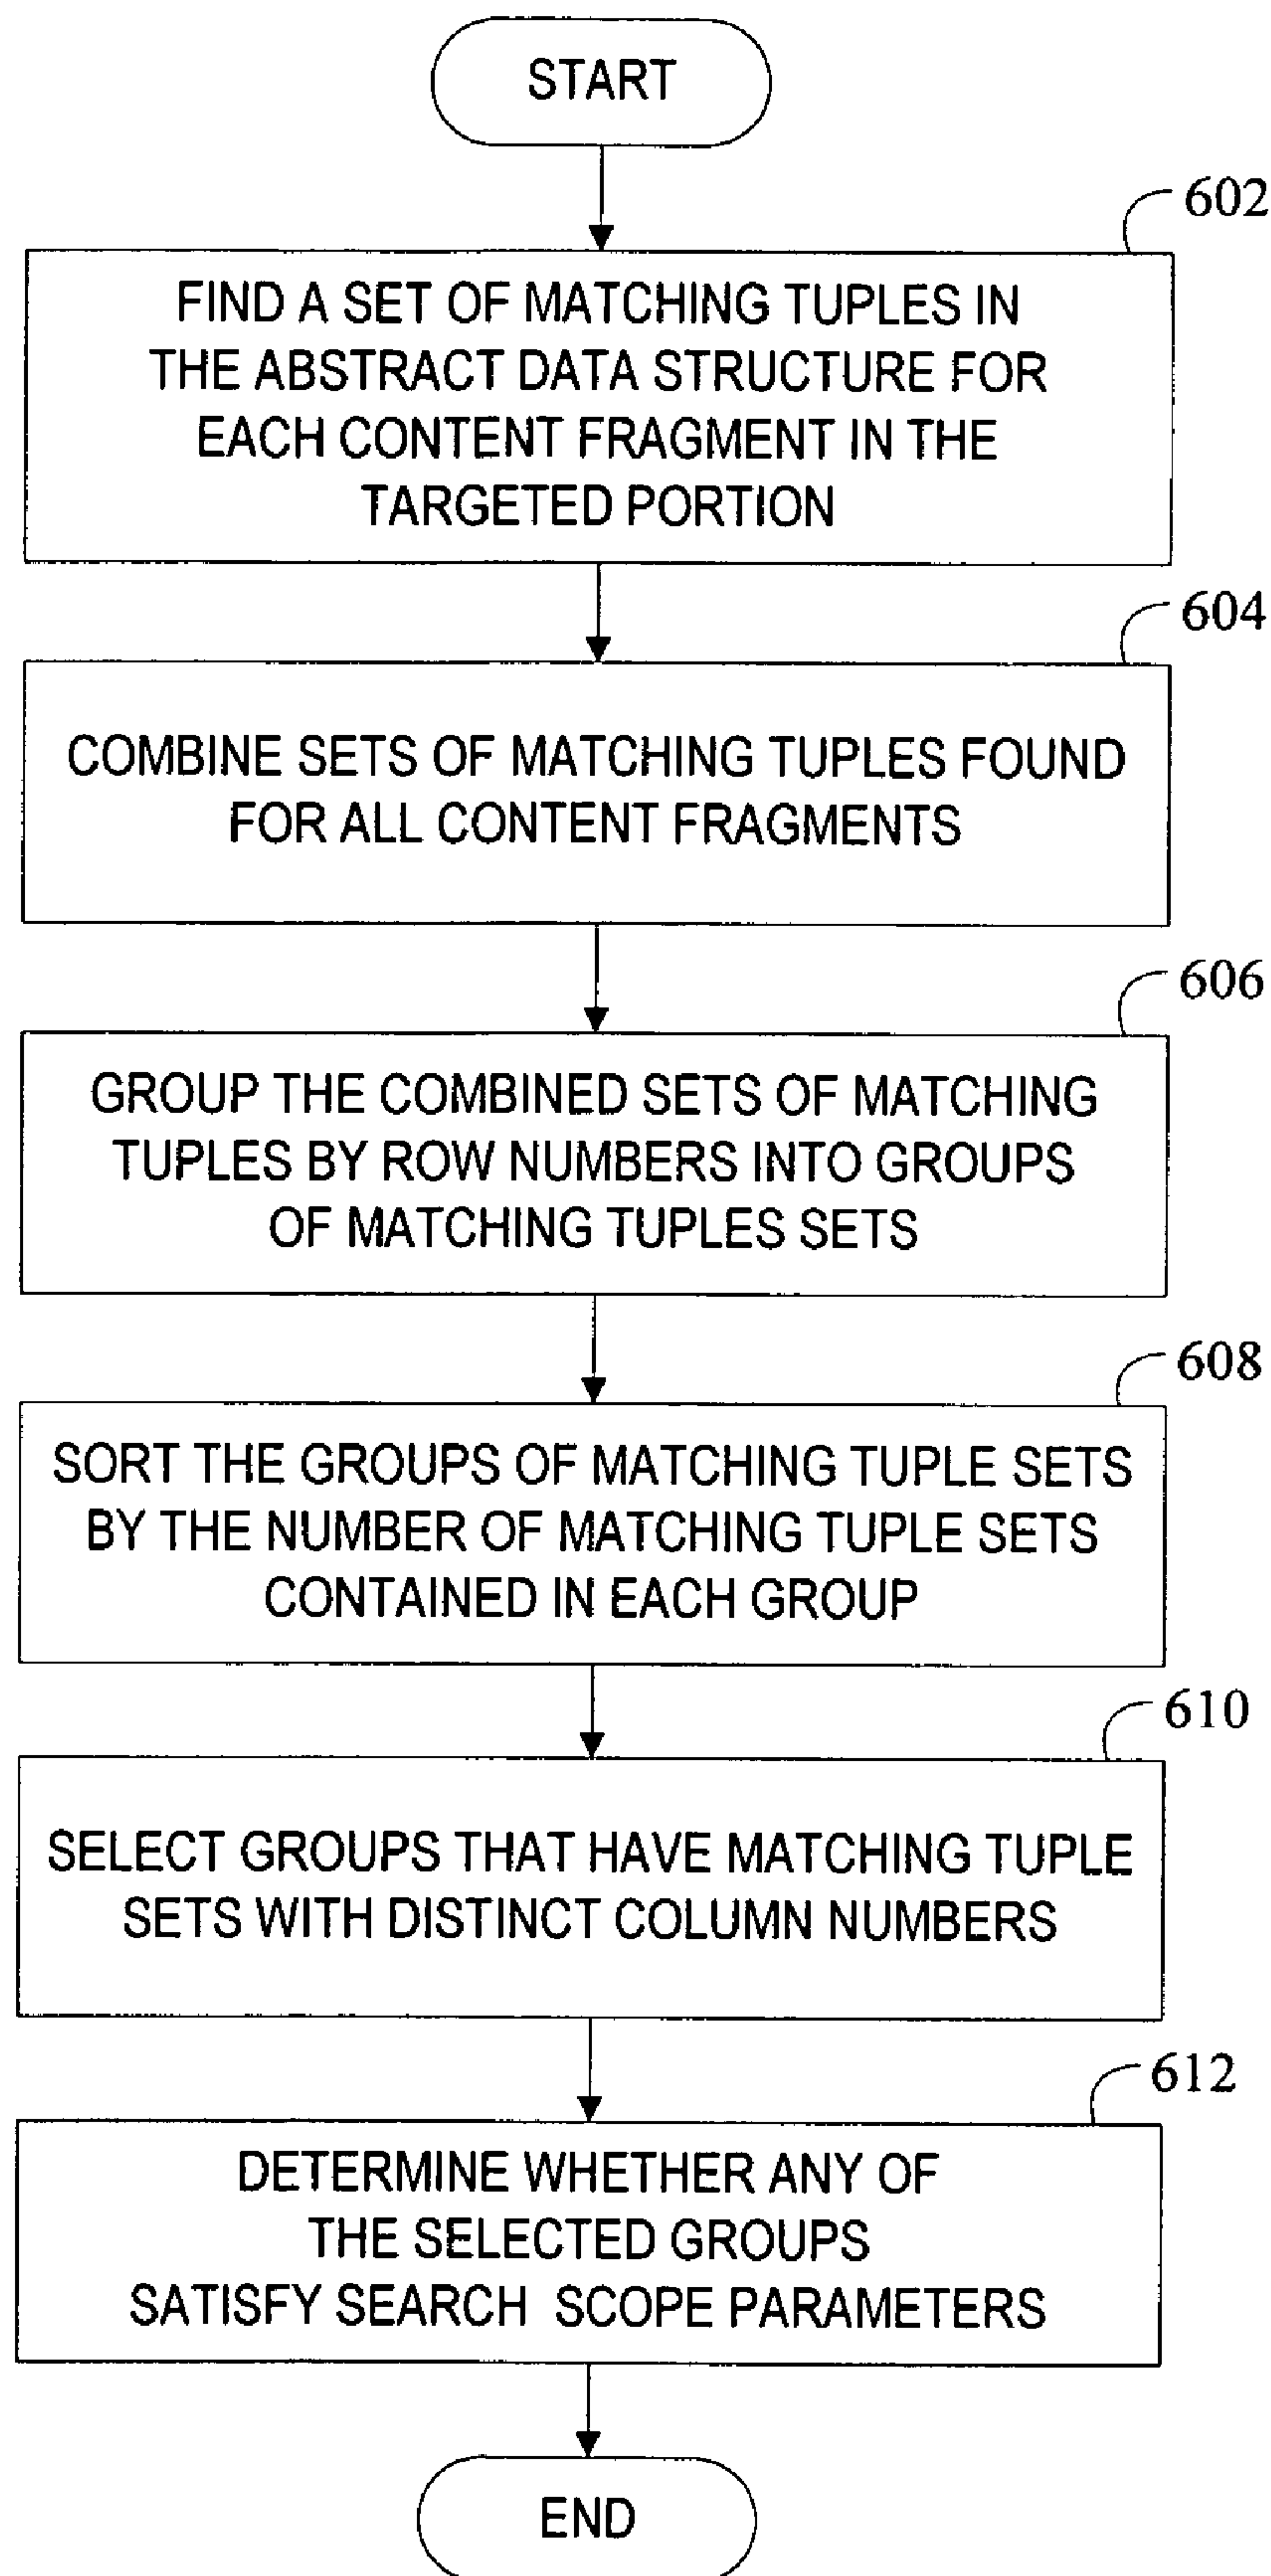 START
602
FIND A SET OF MATCHING TUPLES IN
THE ABSTRACT DATA STRUCTURE FOR
EACH CONTENT FRAGMENT IN THE
TARGETED PORTION
604
COMBINE SETS OF MATCHING TUPLES FOUND
FOR ALL CONTENT FRAGMENTS
606
GROUP THE COMBINED SETS OF MATCHING
TUPLES BY ROW NUMBERS INTO GROUPS
OF MATCHING TUPLES SETS
608
SORT THE GROUPS OF MATCHING TUPLE SETS
BY THE NUMBER OF MATCHING TUPLE SETS
CONTAINED IN EACH GROUP
610
SELECT GROUPS THAT HAVE MATCHING TUPLE
SETS WITH DISTINCT COLUMN NUMBERS
612
DETERMINE WHETHER ANY OF
THE SELECTED GROUPS
SATISFY SEARCH SCOPE PARAMETERS
END